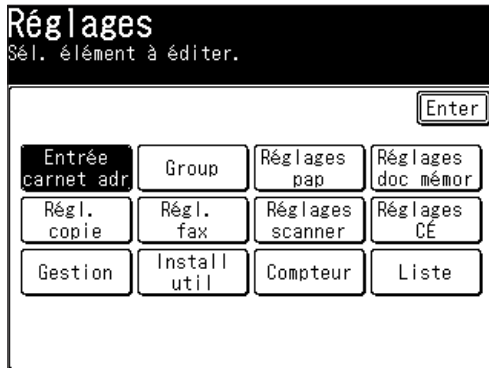 Réglages
Sél. élément à éditer.
Enter
Entrée
carnet adr
Group
Réglages
pap
Réglages
doc mémor
Régl.
copie
Régl.
fax
Réglages
scanner
Réglages
CÉ
Gestion
Install
util
Compteur
Liste